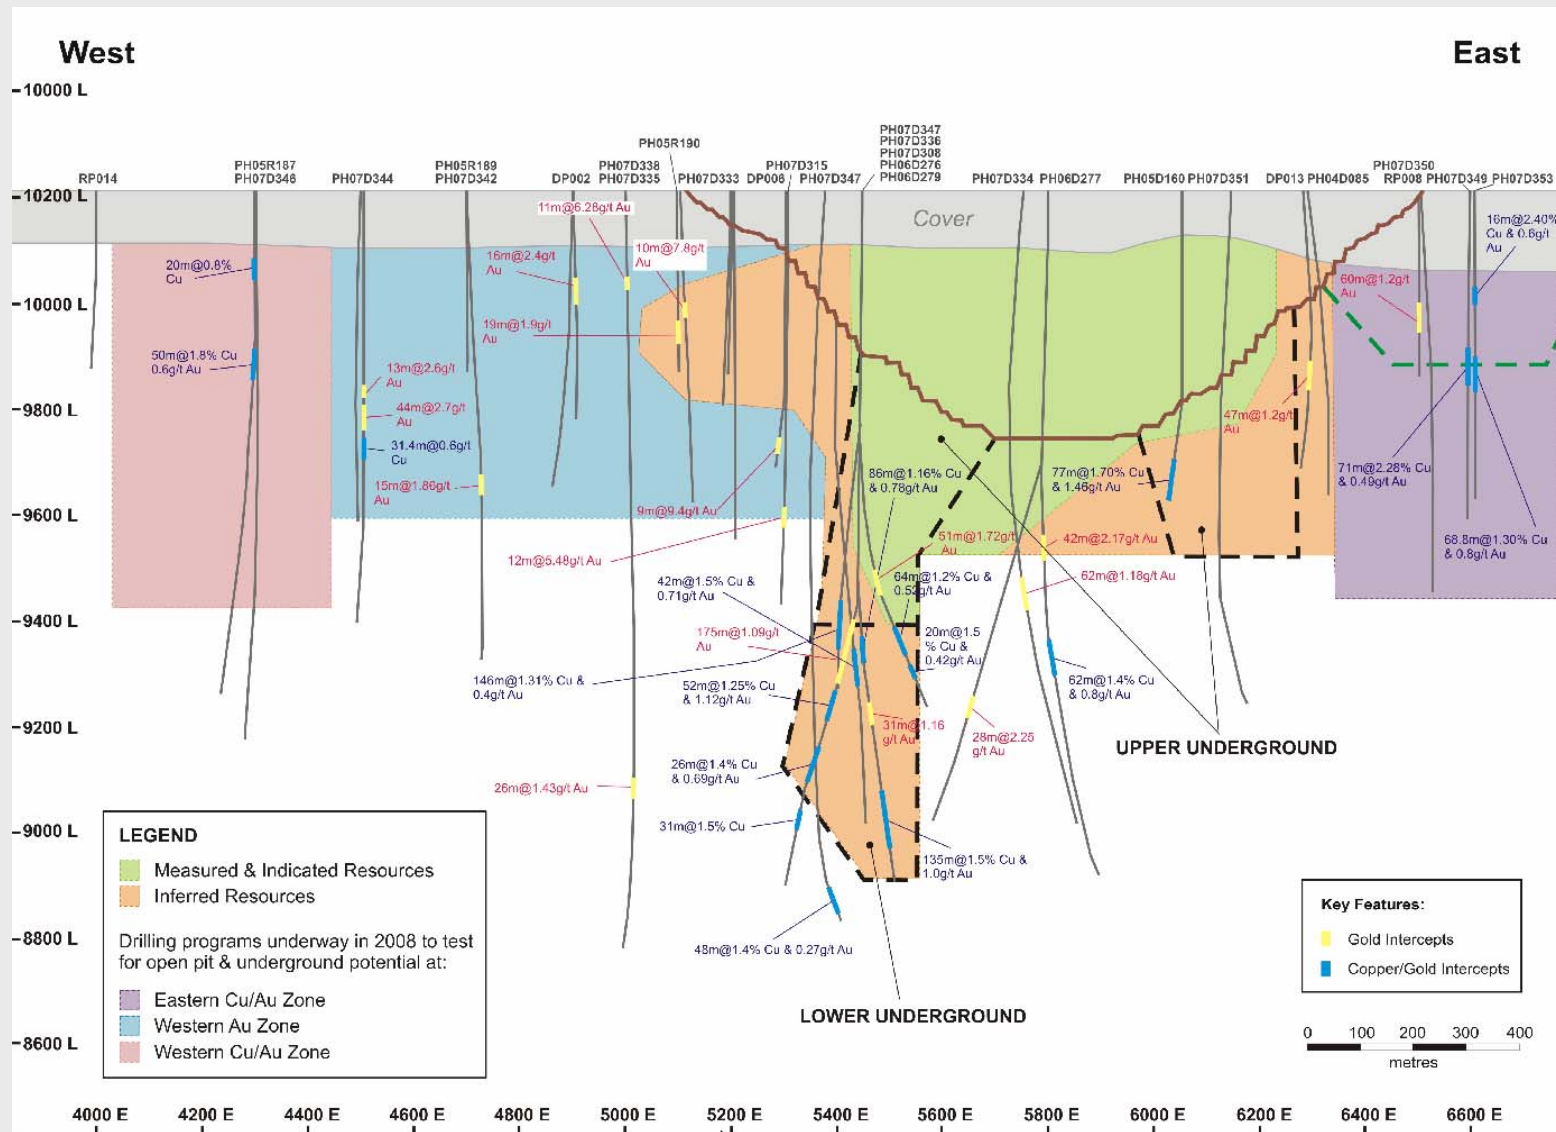 West
East
10000 L
10200 L
10000 L
9800 L
9600 L
9400 L
9200 L
9000 L
8800 L
8600 L
RP014
PH05R187
PH07D346
PH07D344
PH05R189
PH07D342
DP002
PH07D338
PH07D335
PH05R190
PH07D333
PH07D315
DP006
PH07D347
PH07D347
PH07D336
PH07D308
PH06D276
PH06D279
PH07D334
PH06D277
PH05D160
PH07D351
DP013
PH04D085
PH07D350
RP008
PH07D349
PH07D353
Cover
20m@0.8%
Cu
50m@1.8% Cu
0.6g/t Au
13m@2.6g/t
Au
44m@2.7g/t
Au
31.4m@0.6g/t
Cu
15m@1.86g/t
Au
16m@2.4g/t
Au
11m@6.28g/t Au
10m@7.8g/t
Au
19m@1.9g/t
Au
9m@9.4g/t Au
12m@5.48g/t Au
42m@1.5% Cu &
0.71g/t Au
175m@1.09g/t
Au
146m@1.31% Cu &
0.4g/t Au
52m@1.25% Cu
& 1.12g/t Au
26m@1.4% Cu
& 0.69g/t Au
26m@1.43g/t Au
31m@1.5% Cu
48m@1.4% Cu & 0.27g/t Au
86m@1.16% Cu
& 0.78g/t Au
51m@1.72g/t
Au
64m@1.2% Cu &
0.52g/t Au
20m@1.5
% Cu &
0.42g/t Au
31m@1.16
g/t Au
28m@2.25
g/t Au
135m@1.5% Cu &
1.0g/t Au
77m@1.70% Cu
& 1.46g/t Au
42m@2.17g/t Au
62m@1.18g/t Au
62m@1.4% Cu
& 0.8g/t Au
47m@1.2g/t
Au
60m@1.2g/t
Au
16m@2.40%
Cu & 0.6g/t
Au
71m@2.28% Cu
& 0.49g/t Au
68.8m@1.30% Cu
& 0.8g/t Au
UPPER UNDERGROUND
LOWER UNDERGROUND
LEGEND
Measured & Indicated Resources
Inferred Resources
Drilling programs underway in 2008 to test
for open pit & underground potential at:
Eastern Cu/Au Zone
Western Au Zone
Western Cu/Au Zone
Key Features:
Gold Intercepts
Copper/Gold Intercepts
0 100 200 300 400
metres
4000 E 4200 E 4400 E 4600 E 4800 E 5000 E 5200 E 5400 E 5600 E 5800 E 6000 E 6200 E 6400 E 6600 E